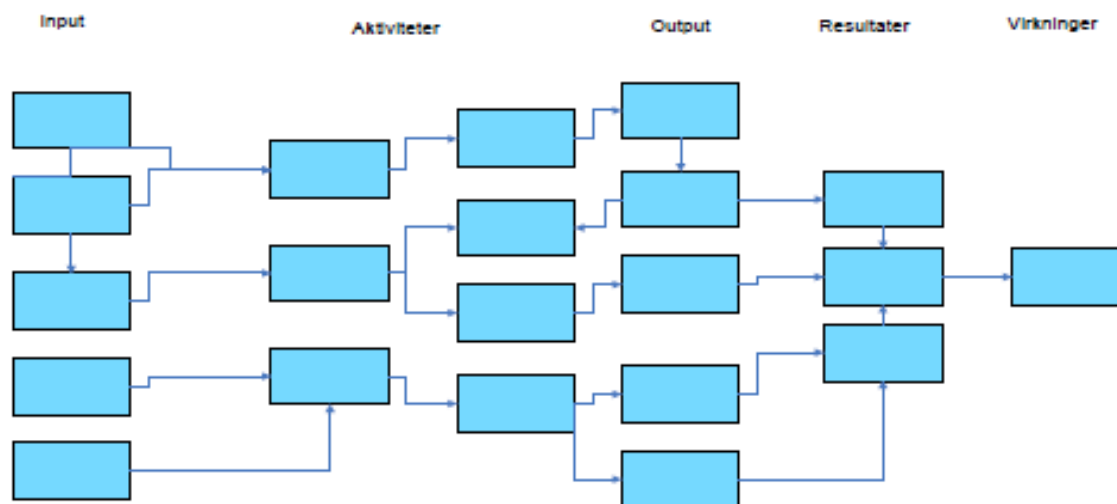 Input
Aktiviteter
Output
Resultater
Virkninger